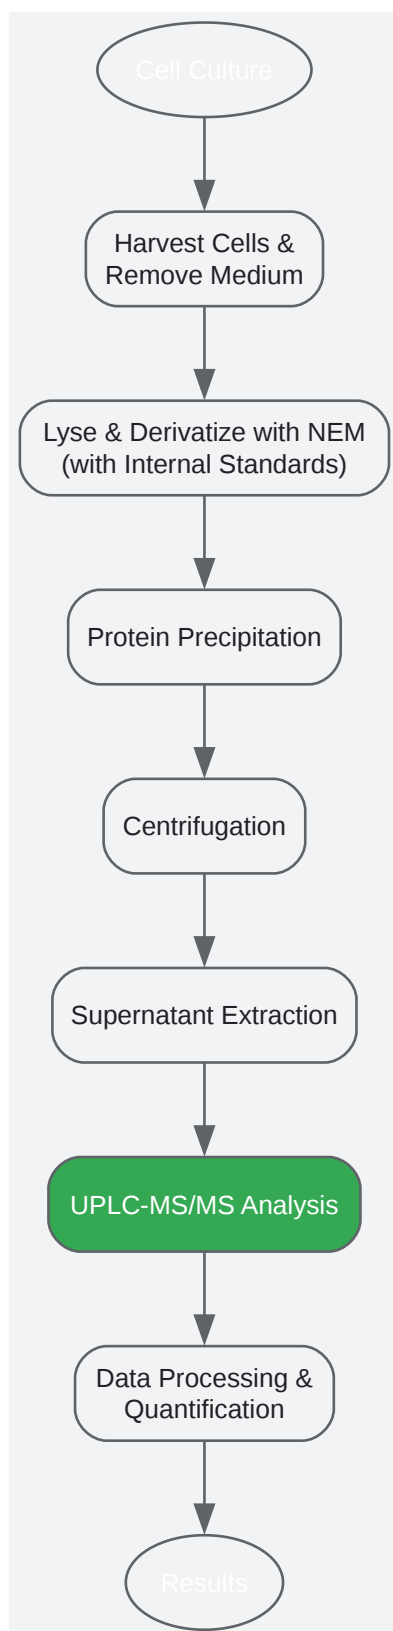 Cell Culture
Harvest Cells &
Remove Medium
Lyse & Derivatize with NEM
(with Internal Standards)
Protein Precipitation
Centrifugation
Supernatant Extraction
UPLC-MS/MS Analysis
Data Processing &
Quantification
Results